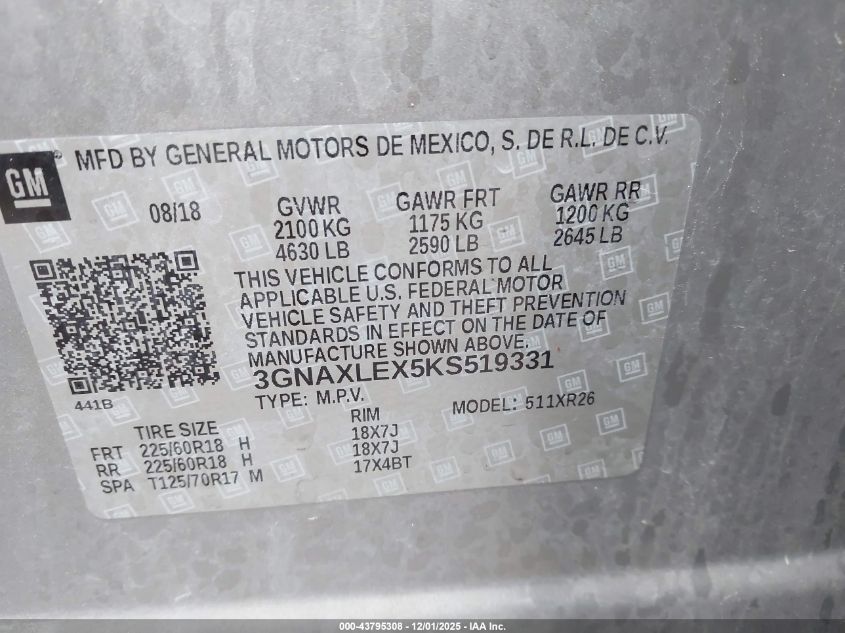 GM
MFD BY GENERAL MOTORS DE MEXICO, S. DE R.L. DE C.V.
08/18 GVWR GAWR FRT GAWR RR
2100 KG 1175 KG 1200 KG
4630 LB 2590 LB 2645 LB
THIS VEHICLE CONFORMS TO ALL
APPLICABLE U.S. FEDERAL MOTOR
VEHICLE SAFETY AND THEFT PREVENTION
STANDARDS IN EFFECT ON THE DATE OF
MANUFACTURE SHOWN ABOVE.
3GNAXLEX5KS519331
441B TYPE: M.P.V. MODEL: 511XR26
TIRE SIZE RIM
FRT 225/60R18 H 18X7J
RR 225/60R18 H 18X7J
SPA T125/70R17 M 17X4BT
000-43795308 - 12/01/2025 - IAA Inc.